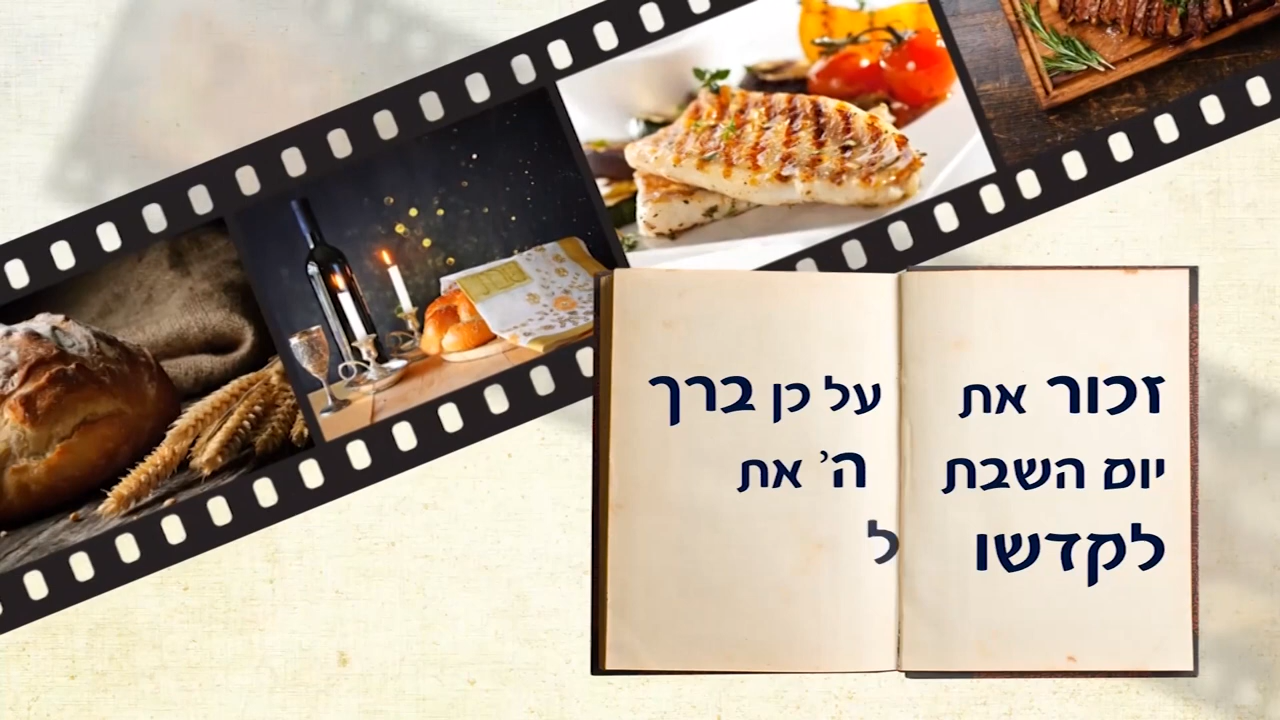 זכור את
יום השבת
לקדשו
על כן ברך
ה' את
ל